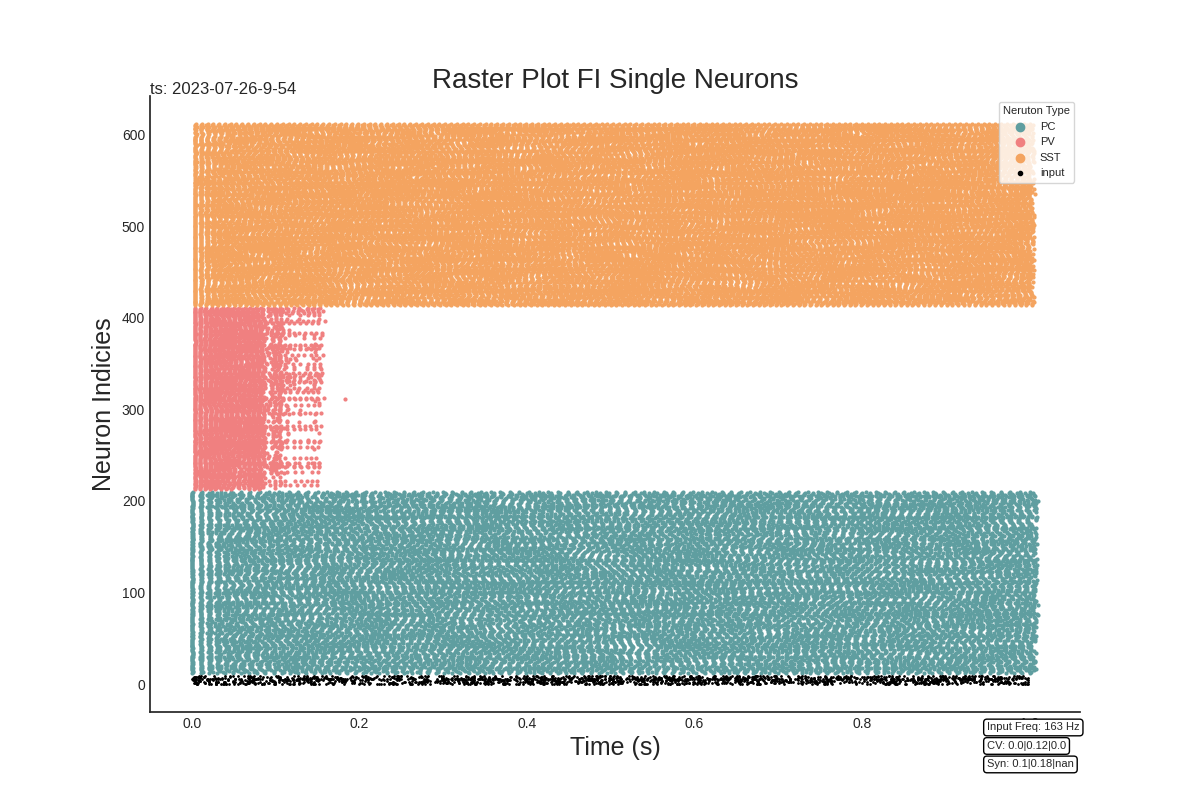 Raster Plot FI Single Neurons
ts: 2023-07-26-9-54
Neruton Type
PC
PV
SST
input
600
500
400
300
200
100
0
Neuron Indicies
0.0 0.2 0.4 0.6 0.8
Time (s)
Input Freq: 163 Hz
CV: 0.0|0.12|0.0
Syn: 0.1|0.18|nan